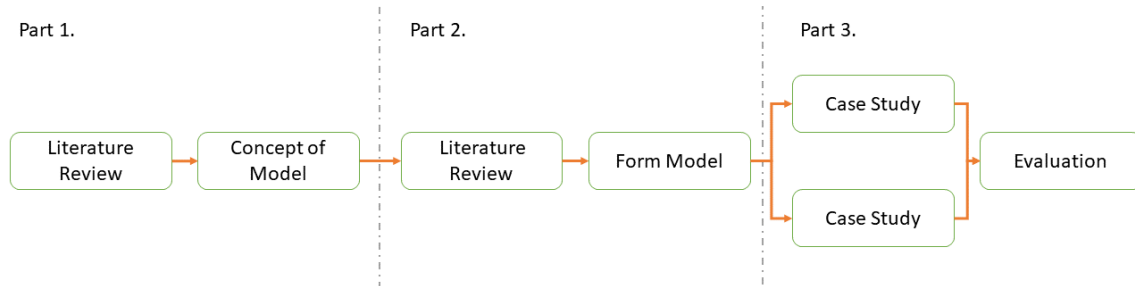 Part 1.
Part 2.
Part 3.
Literature
Review
Concept of
Model
Literature
Review
Form Model
Case Study
Case Study
Evaluation